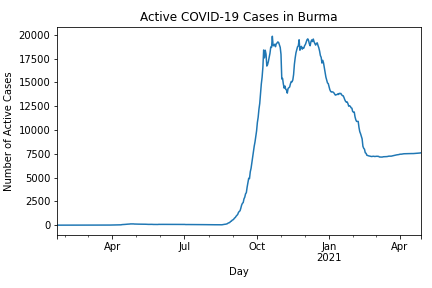 Active COVID-19 Cases in Burma
Number of Active Cases
20000
17500
15000
12500
10000
7500
5000
2500
0
Apr
Jul
Oct
Jan
2021
Apr
Day